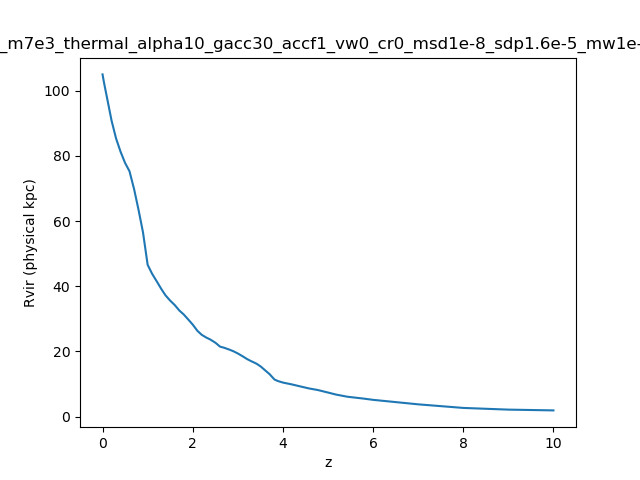 _m7e3_thermal_alpha10_gacc30_accf1_vw0_cr0_msd1e-8_sdp1.6e-5_mw1e-
100
80
60
40
20
0
Rvir (physical kpc)
0 2 4 6 8 10
z